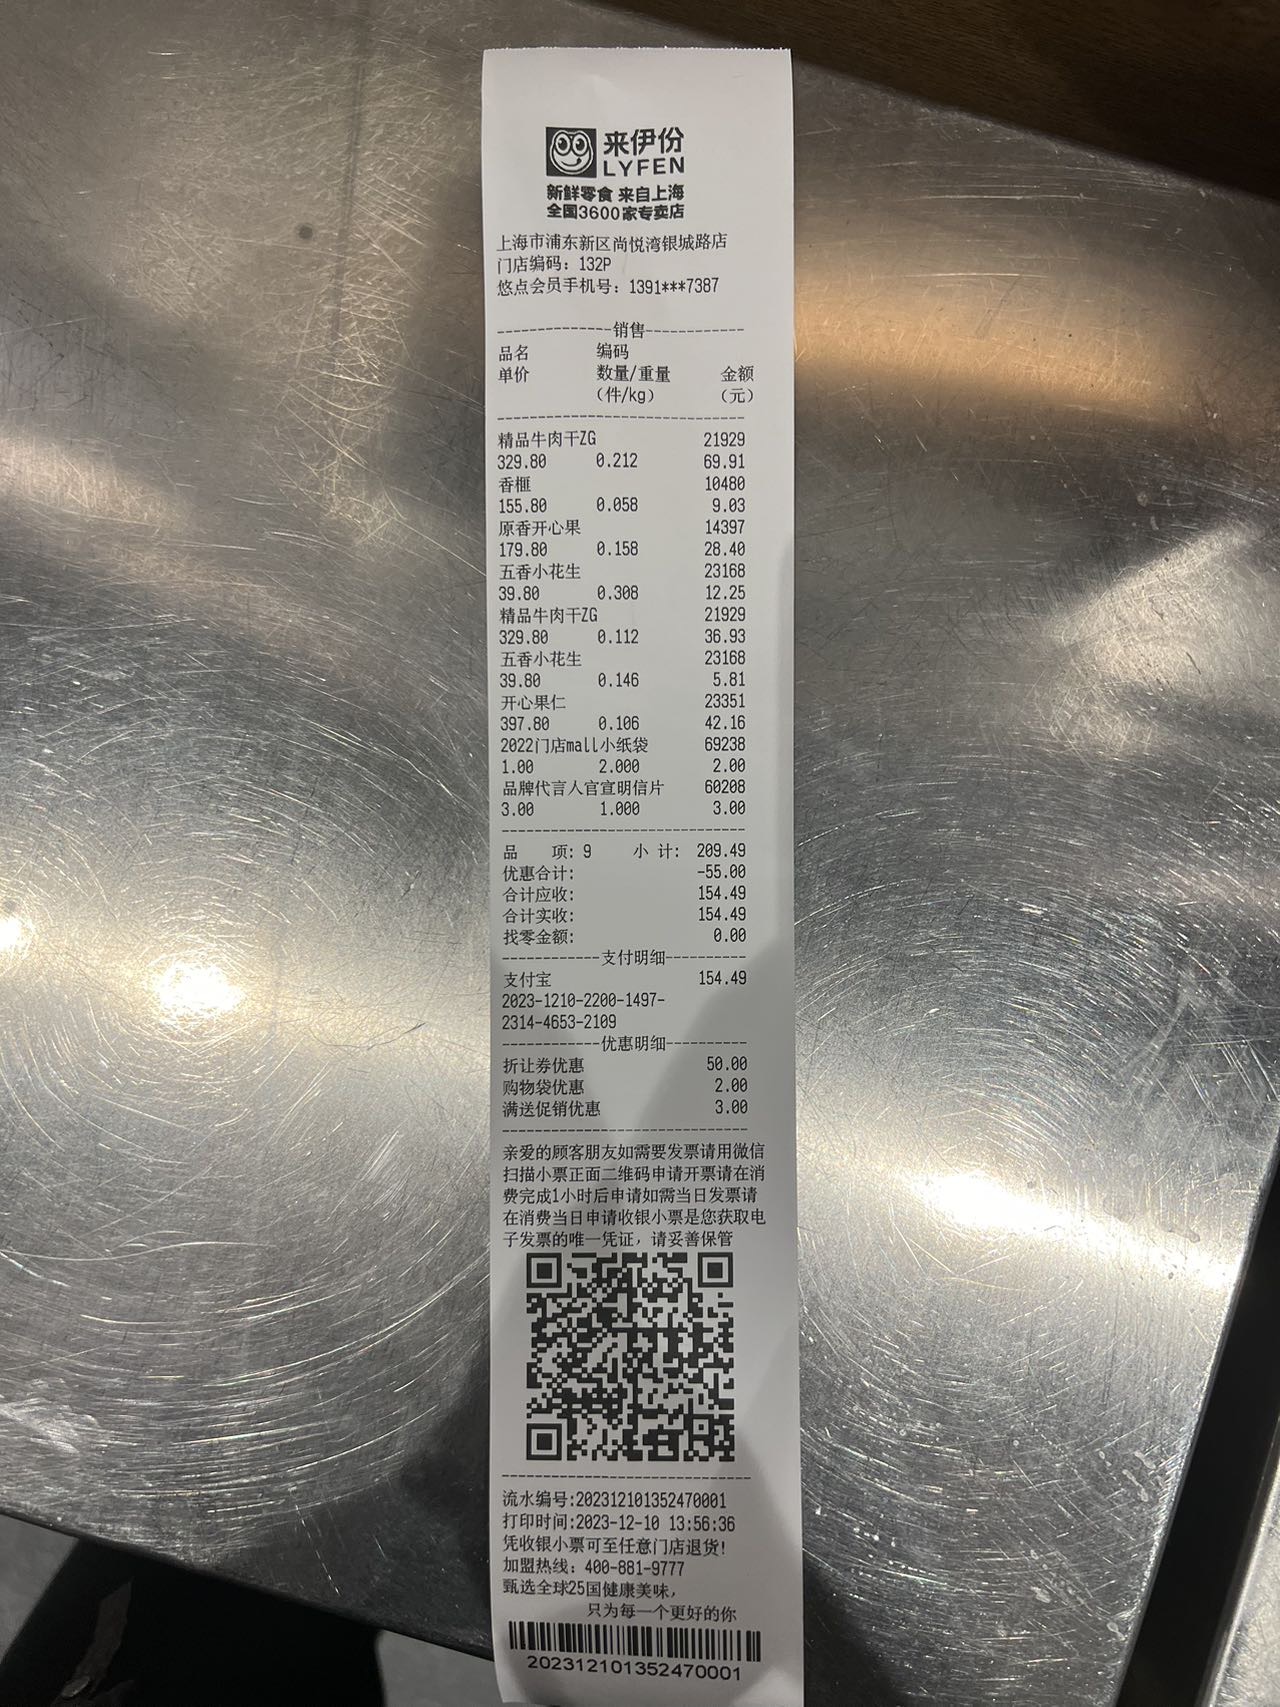 来伊份
LYFEN
新鲜零食 来自上海
全国3600家专卖店
上海市浦东新区尚悦湾银城路店
门店编码：132P
悠点会员手机号：1391***7387
--------------销售------------
品名 编码
单价 数量/重量 金额
（件/kg） （元）
------------------------------
精品牛肉干ZG 21929
329.80 0.212 69.91
香榧 10480
155.80 0.058 9.03
原香开心果 14397
179.80 0.158 28.40
五香小花生 23168
39.80 0.308 12.25
精品牛肉干ZG 21929
329.80 0.112 36.93
五香小花生 23168
39.80 0.146 5.81
开心果仁 23351
397.80 0.106 42.16
2022门店mall小纸袋 69238
1.00 2.000 2.00
品牌代言人官宣明信片 60208
3.00 1.000 3.00
------------------------------
品 项: 9 小 计: 209.49
优惠合计: -55.00
合计应收: 154.49
合计实收: 154.49
找零金额: 0.00
------------支付明细----------
支付宝 154.49
2023-1210-2200-1497-
2314-4653-2109
------------优惠明细----------
折让券优惠 50.00
购物袋优惠 2.00
满送促销优惠 3.00
------------------------------
亲爱的顾客朋友如需要发票请用微信
扫描小票正面二维码申请开票请在消
费完成1小时后申请如需当日发票请
在消费当日申请收银小票是您获取电
子发票的唯一凭证，请妥善保管
------------------------------
流水编号:202312101352470001
打印时间:2023-12-10 13:56:36
凭收银小票可至任意门店退货!
加盟热线: 400-881-9777
甄选全球25国健康美味,
只为每一个更好的你
202312101352470001